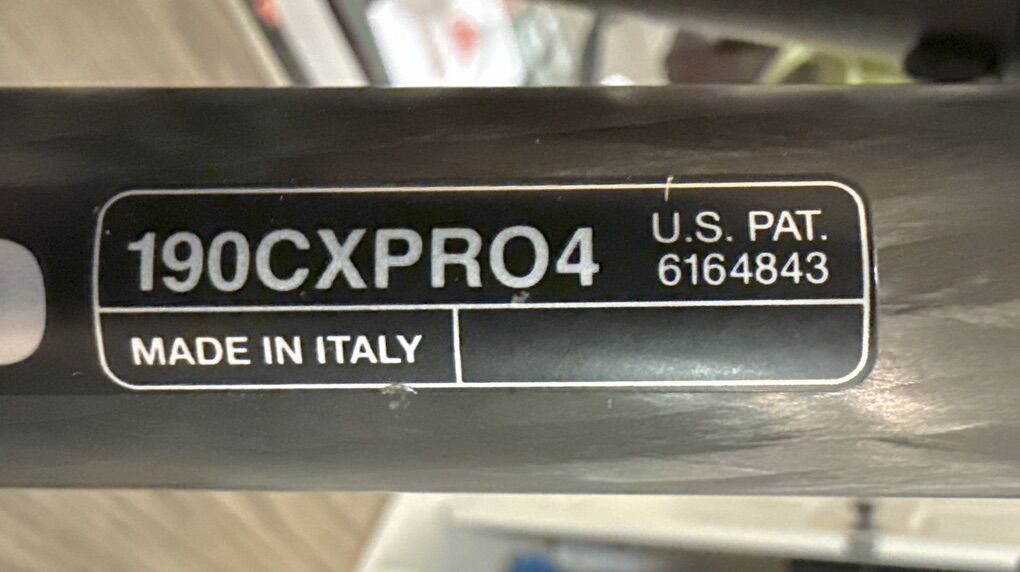 190CXPRO4
U.S. PAT.
6164843
MADE IN ITALY